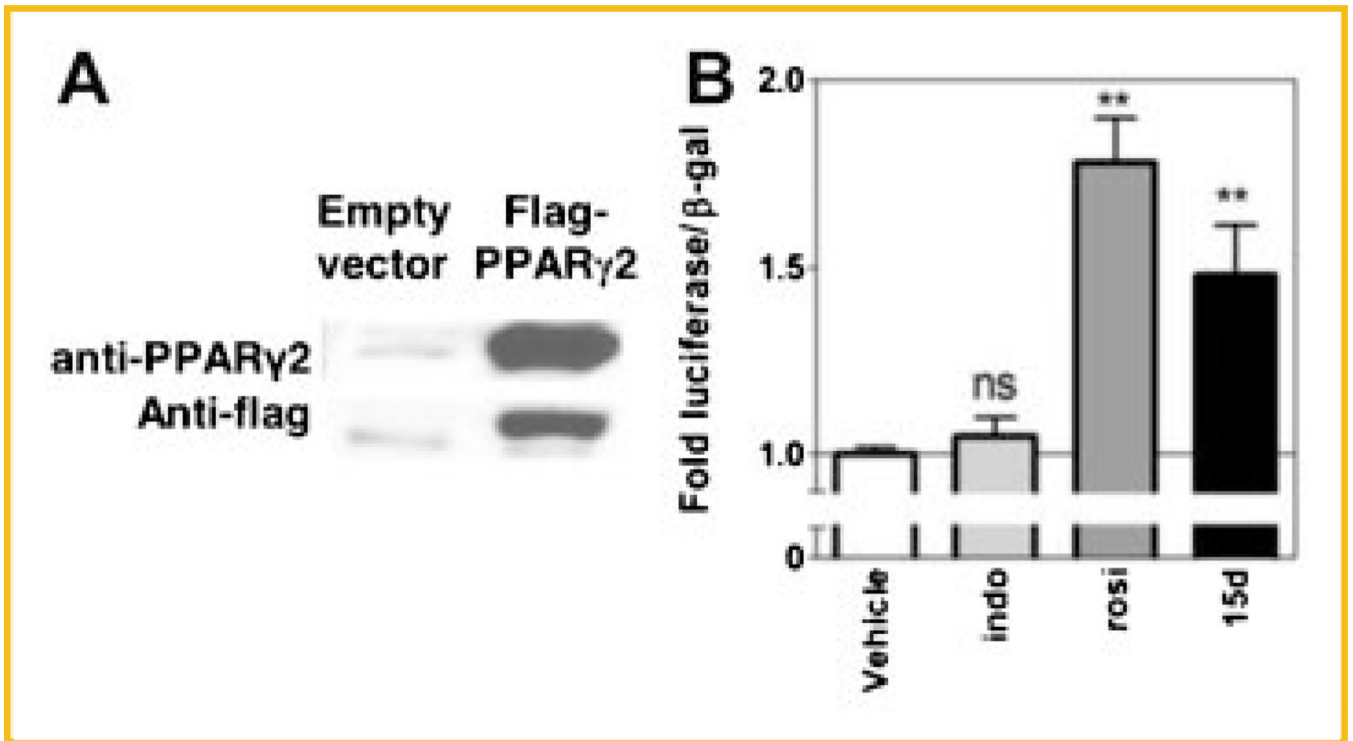 A
Empty vector
Flag-PPARγ2
anti-PPARγ2
Anti-flag
B
Fold luciferase/β-gal
2.0
1.5
1.0
0
**
**
ns
Vehicle
indo
rosi
15d